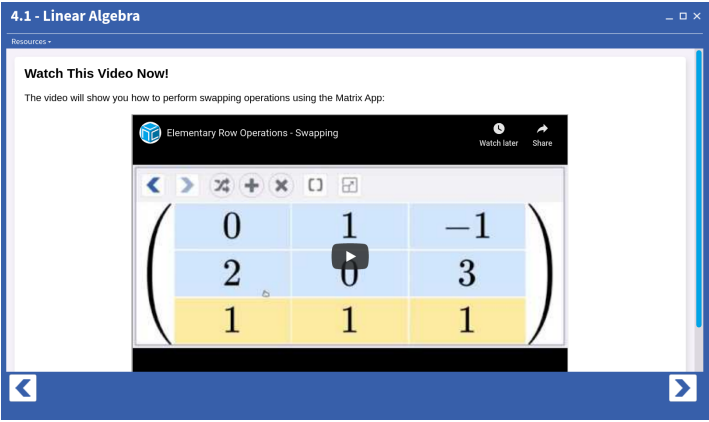 4.1 - Linear Algebra
Resources
Watch This Video Now!
The video will show you how to perform swapping operations using the Matrix App:
Elementary Row Operations - Swapping
Watch later Share
0 1 −1
2 0 3
1 1 1